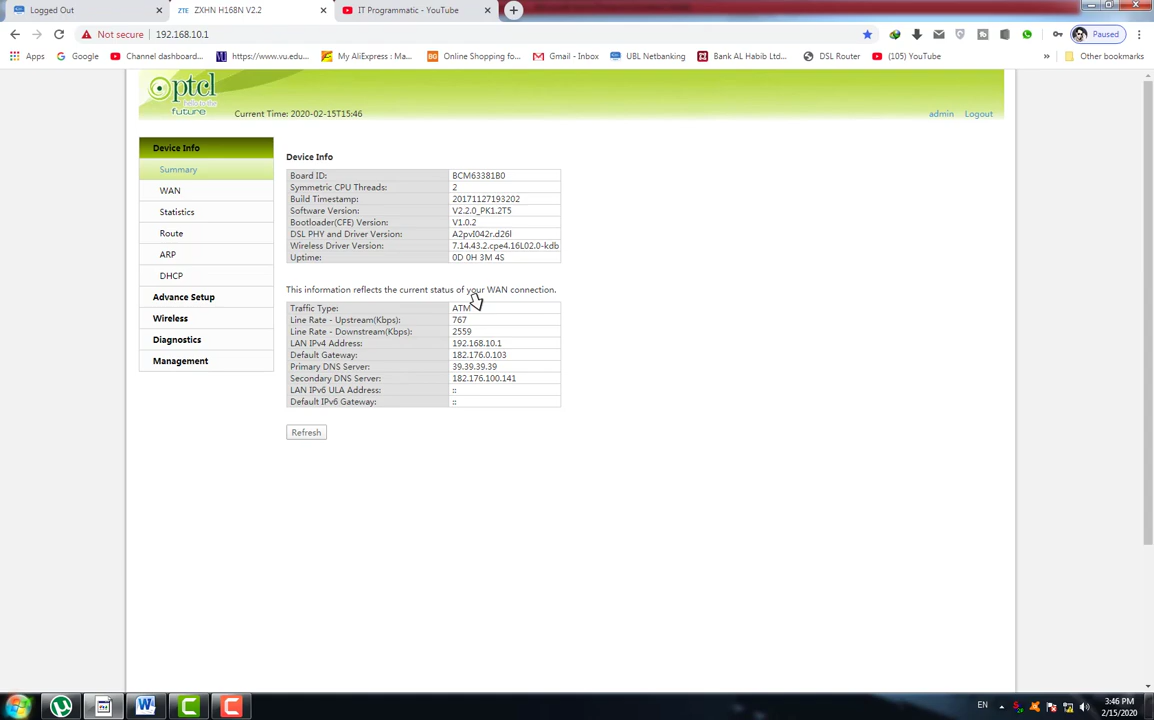 Logged Out
ZTE ZXHN H168N V2.2
IT Programmatic - YouTube
Not secure 192.168.10.1
Paused
Apps Google Channel dashboard... https://www.vu.edu... My AliExpress : Ma... Online Shopping fo... Gmail - Inbox UBL Netbanking Bank AL Habib Ltd... DSL Router (105) YouTube » Other bookmarks
ptcl
hello to the
future
Current Time: 2020-02-15T15:46
admin Logout
Device Info
Summary
WAN
Statistics
Route
ARP
DHCP
Advance Setup
Wireless
Diagnostics
Management
Device Info
Board ID: BCM63381B0
Symmetric CPU Threads: 2
Build Timestamp: 20171127193202
Software Version: V2.2.0_PK1.2T5
Bootloader(CFE) Version: V1.0.2
DSL PHY and Driver Version: A2pvI042r.d26l
Wireless Driver Version: 7.14.43.2.cpe4.16L02.0-kdb
Uptime: 0D 0H 3M 4S
This information reflects the current status of your WAN connection.
Traffic Type: ATM
Line Rate - Upstream(Kbps): 767
Line Rate - Downstream(Kbps): 2559
LAN IPv4 Address: 192.168.10.1
Default Gateway: 182.176.0.103
Primary DNS Server: 39.39.39.39
Secondary DNS Server: 182.176.100.141
LAN IPv6 ULA Address: ::
Default IPv6 Gateway: ::
Refresh
EN
3:46 PM
2/15/2020